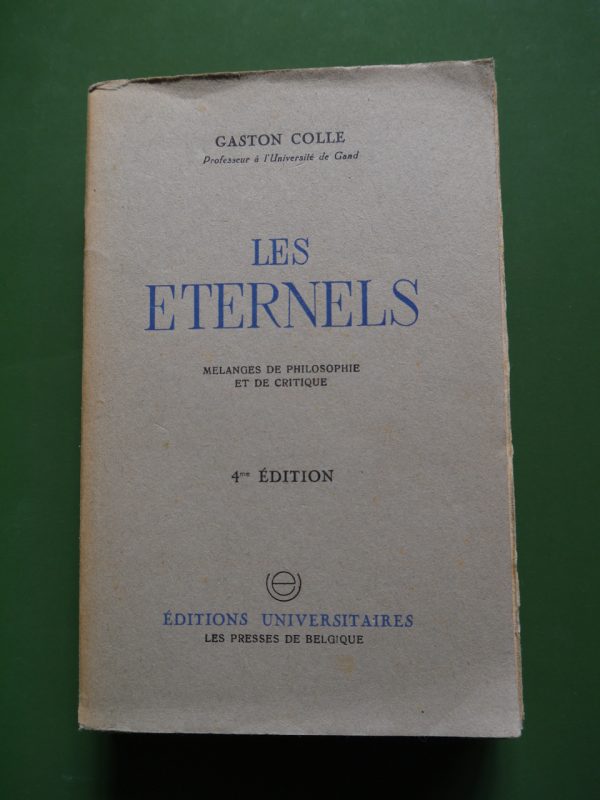 GASTON COLLE
Professeur à l'Université de Gand
LES
ETERNELS
MELANGES DE PHILOSOPHIE
ET DE CRITIQUE
4me ÉDITION
ÉDITIONS UNIVERSITAIRES
LES PRESSES DE BELGIQUE